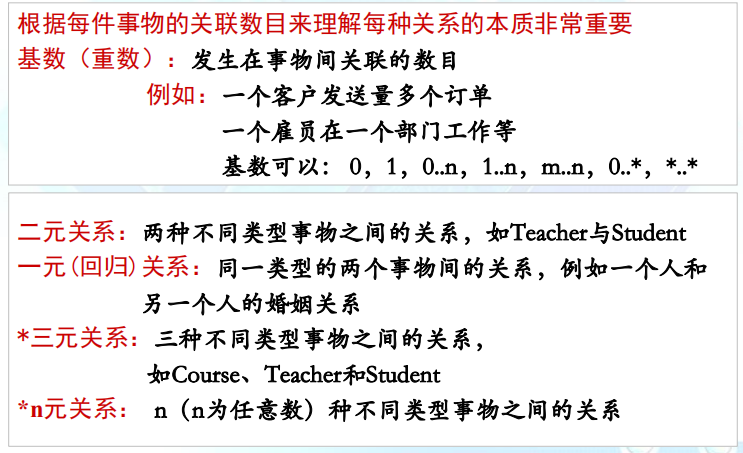 根据每件事物的关联数目来理解每种关系的本质非常重要
基数（重数）：发生在事物间关联的数目
例如：一个客户发送量多个订单
一个雇员在一个部门工作等
基数可以： 0，1，0..n，1..n，m..n，0..*，*..*
二元关系：两种不同类型事物之间的关系，如Teacher与Student
一元(回归)关系：同一类型的两个事物间的关系，例如一个人和
另一个人的婚姻关系
*三元关系：三种不同类型事物之间的关系，
如Course、Teacher和Student
*n元关系： n（n为任意数）种不同类型事物之间的关系